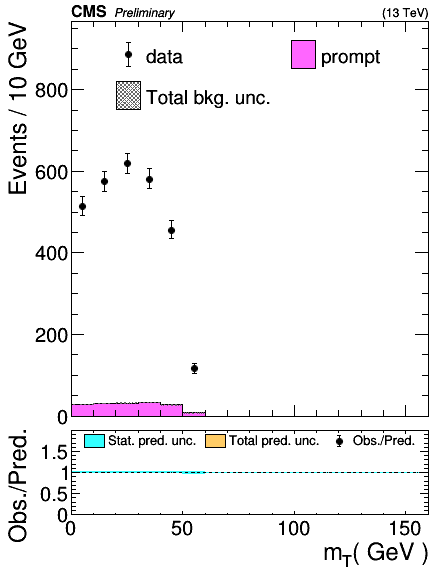 CMS Preliminary (13 TeV)
Events / 10 GeV
data
prompt
Total bkg. unc.
800
600
400
200
0
Obs./Pred.
Stat. pred. unc.
Total pred. unc.
Obs./Pred.
1.5
1
0.5
0
0 50 100 150
m_T( GeV )